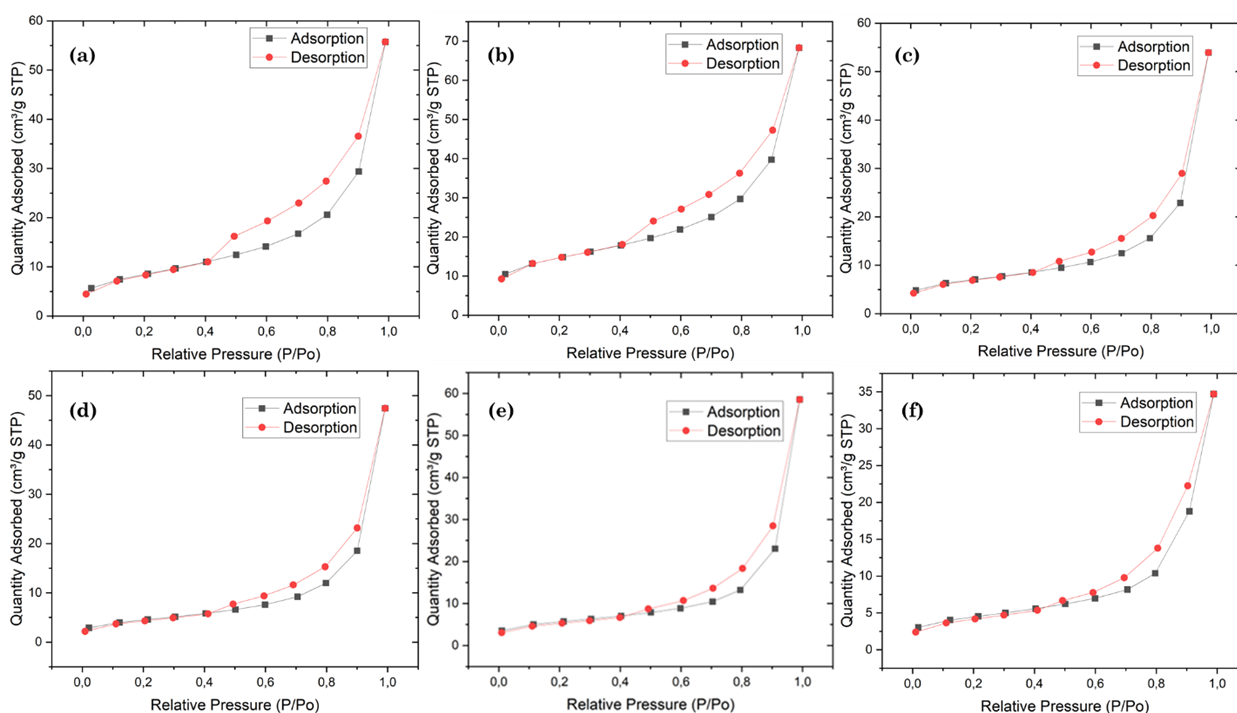 (a)
Adsorption
Desorption
Quantity Adsorbed (cm³/g STP)
60
50
40
30
20
10
0
0,0 0,2 0,4 0,6 0,8 1,0
Relative Pressure (P/Po)
(b)
Adsorption
Desorption
Quantity Adsorbed (cm³/g STP)
70
60
50
40
30
20
10
0
0,0 0,2 0,4 0,6 0,8 1,0
Relative Pressure (P/Po)
(c)
Adsorption
Desorption
Quantity Adsorbed (cm³/g STP)
60
50
40
30
20
10
0
0,0 0,2 0,4 0,6 0,8 1,0
Relative Pressure (P/Po)
(d)
Adsorption
Desorption
Quantity Adsorbed (cm³/g STP)
50
40
30
20
10
0
0,0 0,2 0,4 0,6 0,8 1,0
Relative Pressure (P/Po)
(e)
Adsorption
Desorption
Quantity Adsorbed (cm³/g STP)
60
50
40
30
20
10
0
0,0 0,2 0,4 0,6 0,8 1,0
Relative Pressure (P/Po)
(f)
Adsorption
Desorption
Quantity Adsorbed (cm³/g STP)
35
30
25
20
15
10
5
0
0,0 0,2 0,4 0,6 0,8 1,0
Relative Pressure (P/Po)